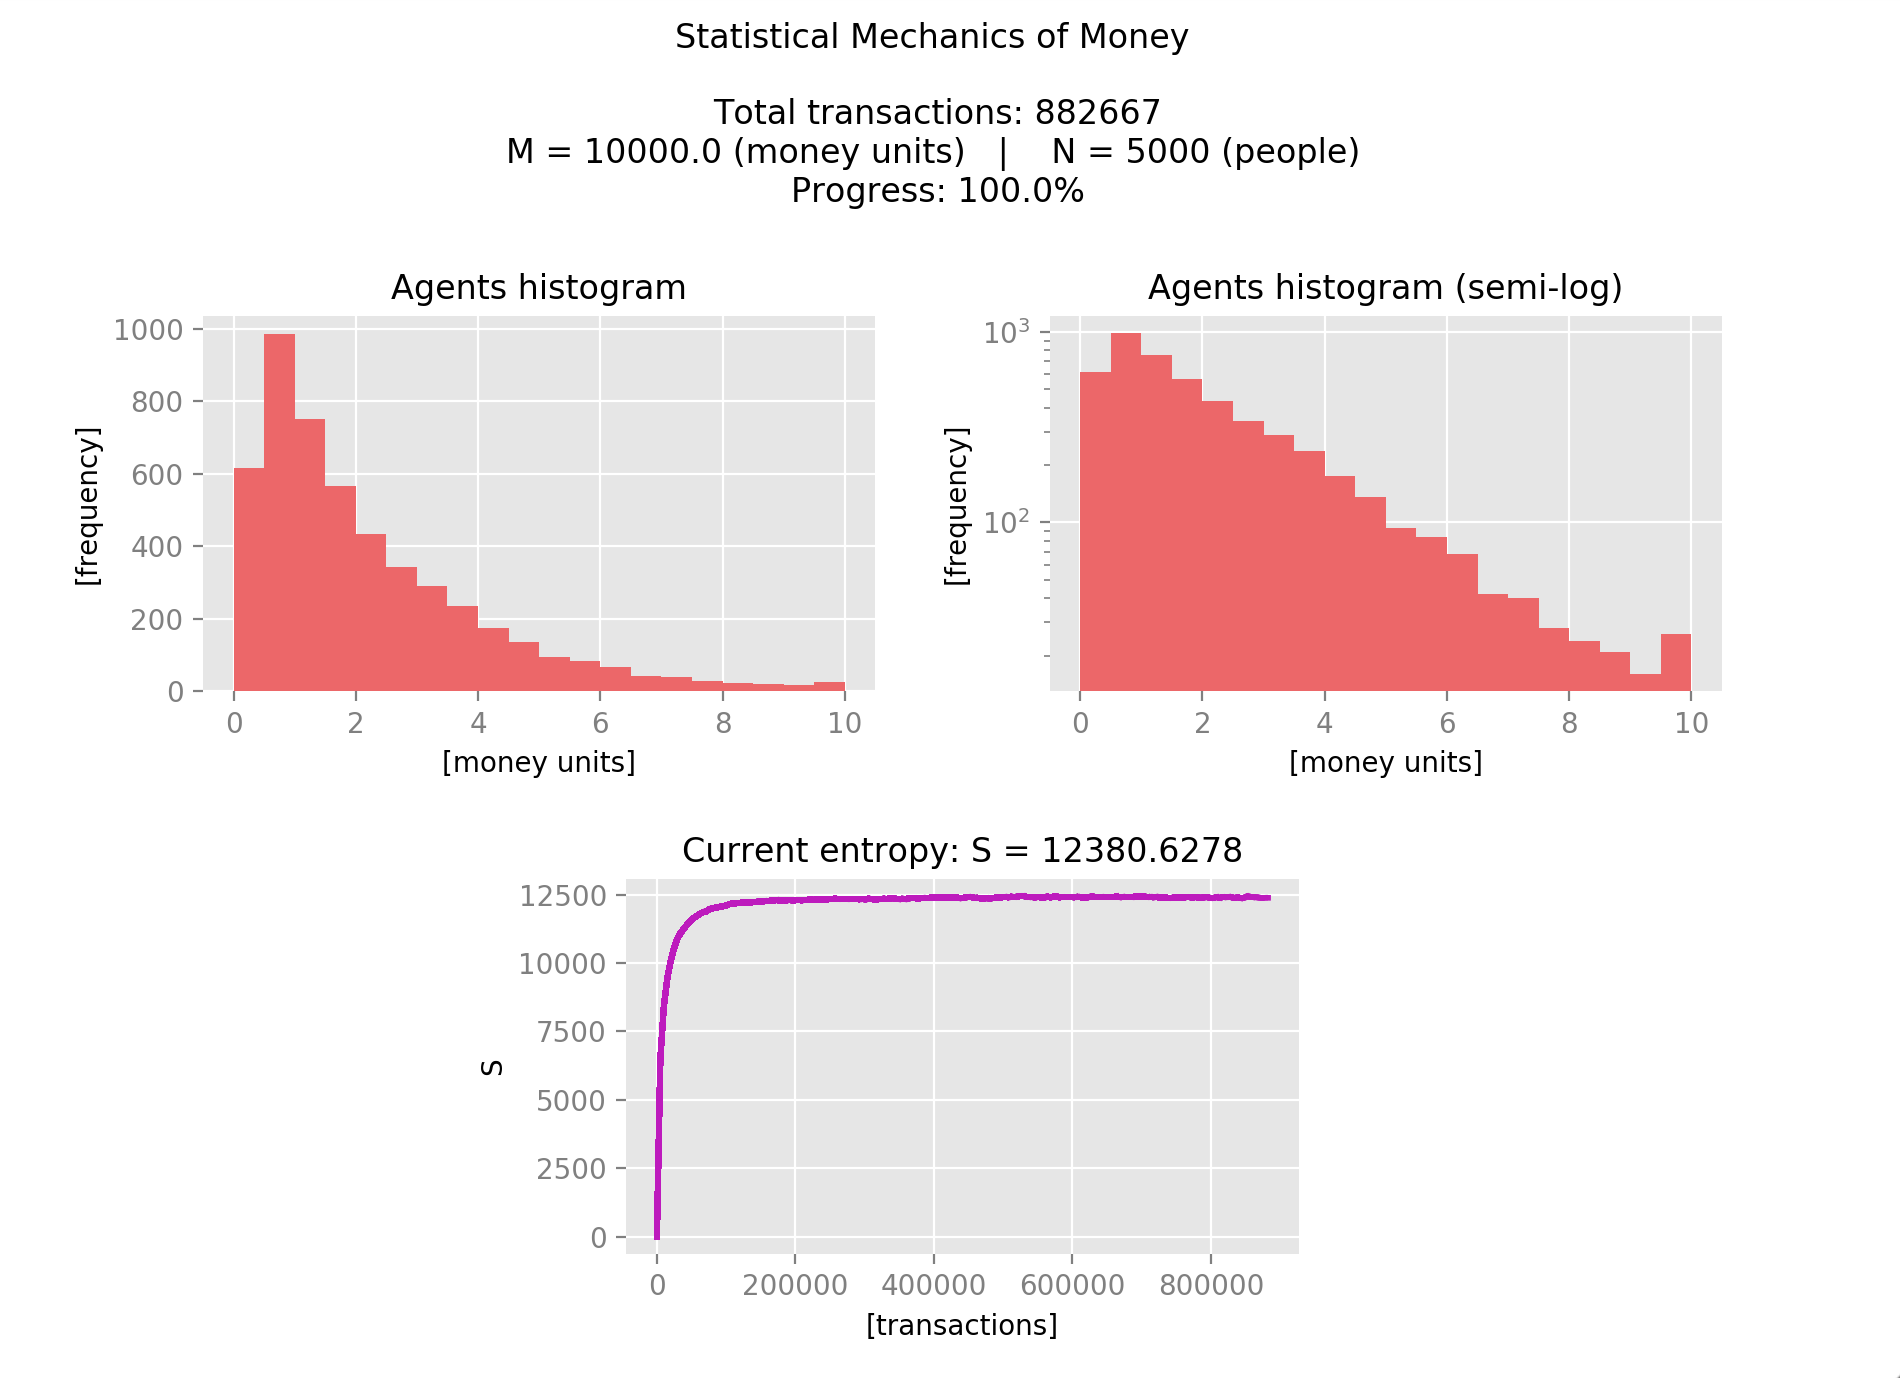 Statistical Mechanics of Money
Total transactions: 882667
M = 10000.0 (money units) | N = 5000 (people)
Progress: 100.0%
Agents histogram
1000
800
600
400
200
0
[frequency]
0 2 4 6 8 10
[money units]
Agents histogram (semi-log)
10³
10²
[frequency]
0 2 4 6 8 10
[money units]
Current entropy: S = 12380.6278
12500
10000
7500
5000
2500
0
S
0 200000 400000 600000 800000
[transactions]